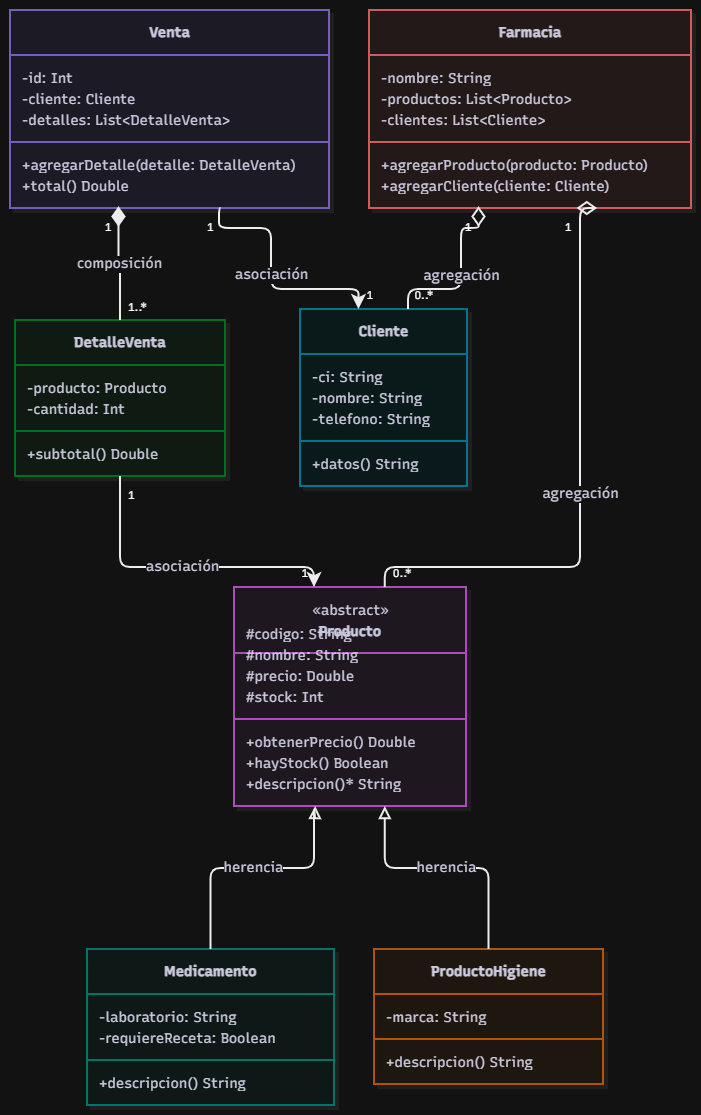 Venta
-id: Int
-cliente: Cliente
-detalles: List<DetalleVenta>
+agregarDetalle(detalle: DetalleVenta)
+total() Double
Farmacia
-nombre: String
-productos: List<Producto>
-clientes: List<Cliente>
+agregarProducto(producto: Producto)
+agregarCliente(cliente: Cliente)
1
1
1
1
composición
asociación
agregación
1..*
1
0..*
DetalleVenta
-producto: Producto
-cantidad: Int
+subtotal() Double
Cliente
-ci: String
-nombre: String
-telefono: String
+datos() String
1
agregación
asociación
1
0..*
«abstract»
Producto
#codigo: String
#nombre: String
#precio: Double
#stock: Int
+obtenerPrecio() Double
+hayStock() Boolean
+descripcion()* String
herencia
herencia
Medicamento
-laboratorio: String
-requiereReceta: Boolean
+descripcion() String
ProductoHigiene
-marca: String
+descripcion() String